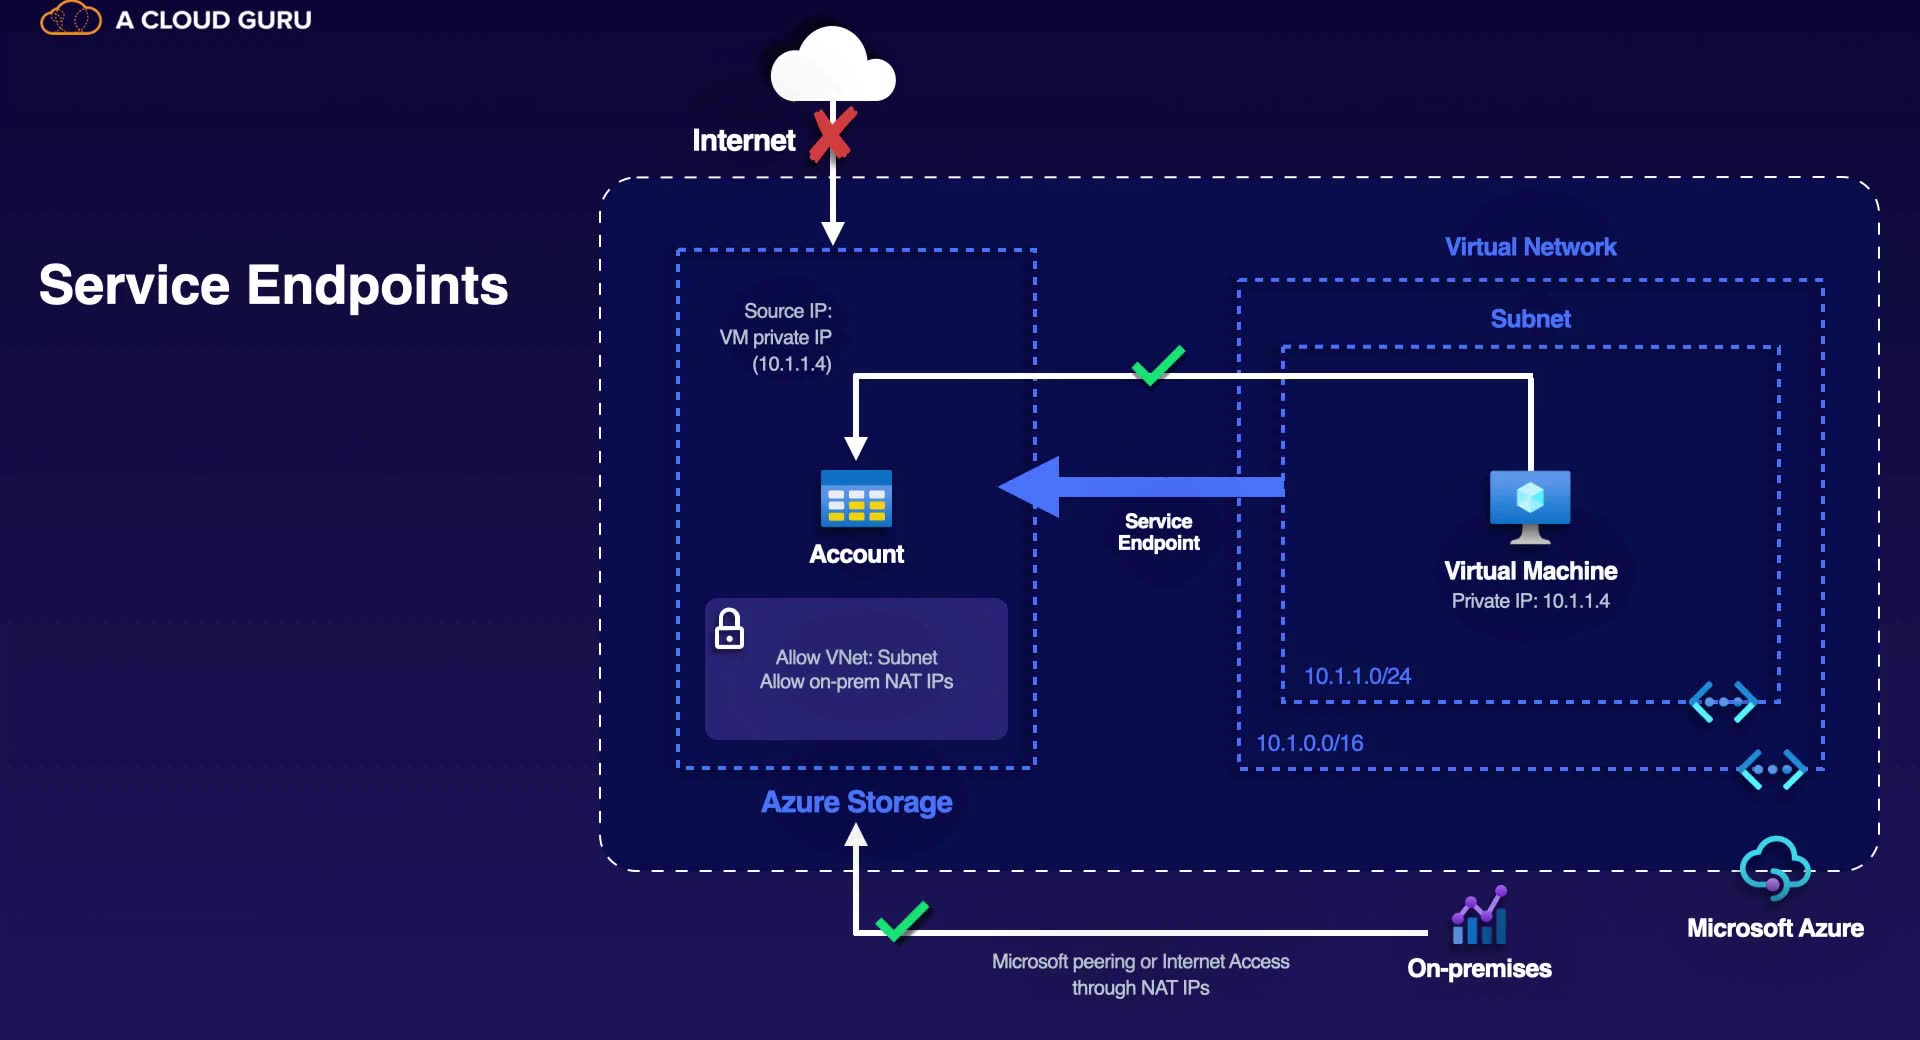 A CLOUD GURU
Internet
Service Endpoints
Virtual Network
Subnet
Source IP:
VM private IP
(10.1.1.4)
Service
Endpoint
Account
Virtual Machine
Private IP: 10.1.1.4
Allow VNet: Subnet
Allow on-prem NAT IPs
10.1.1.0/24
10.1.0.0/16
Azure Storage
Microsoft Azure
On-premises
Microsoft peering or Internet Access
through NAT IPs